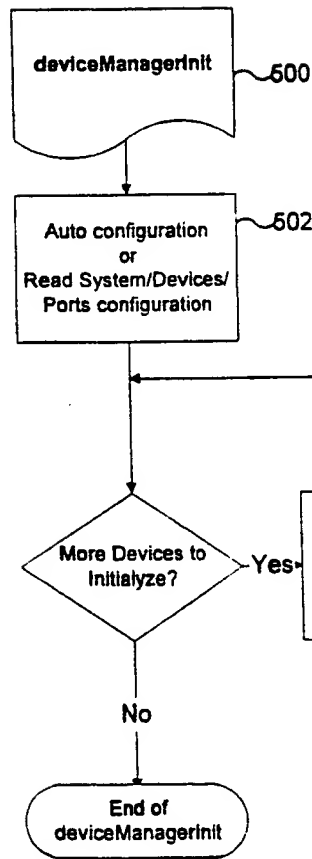 deviceManagerInit
500
Auto configuration
or
Read System/Devices/
Ports configuration
502
More Devices to
Initialyze?
Yes
No
End of
deviceManagerInit